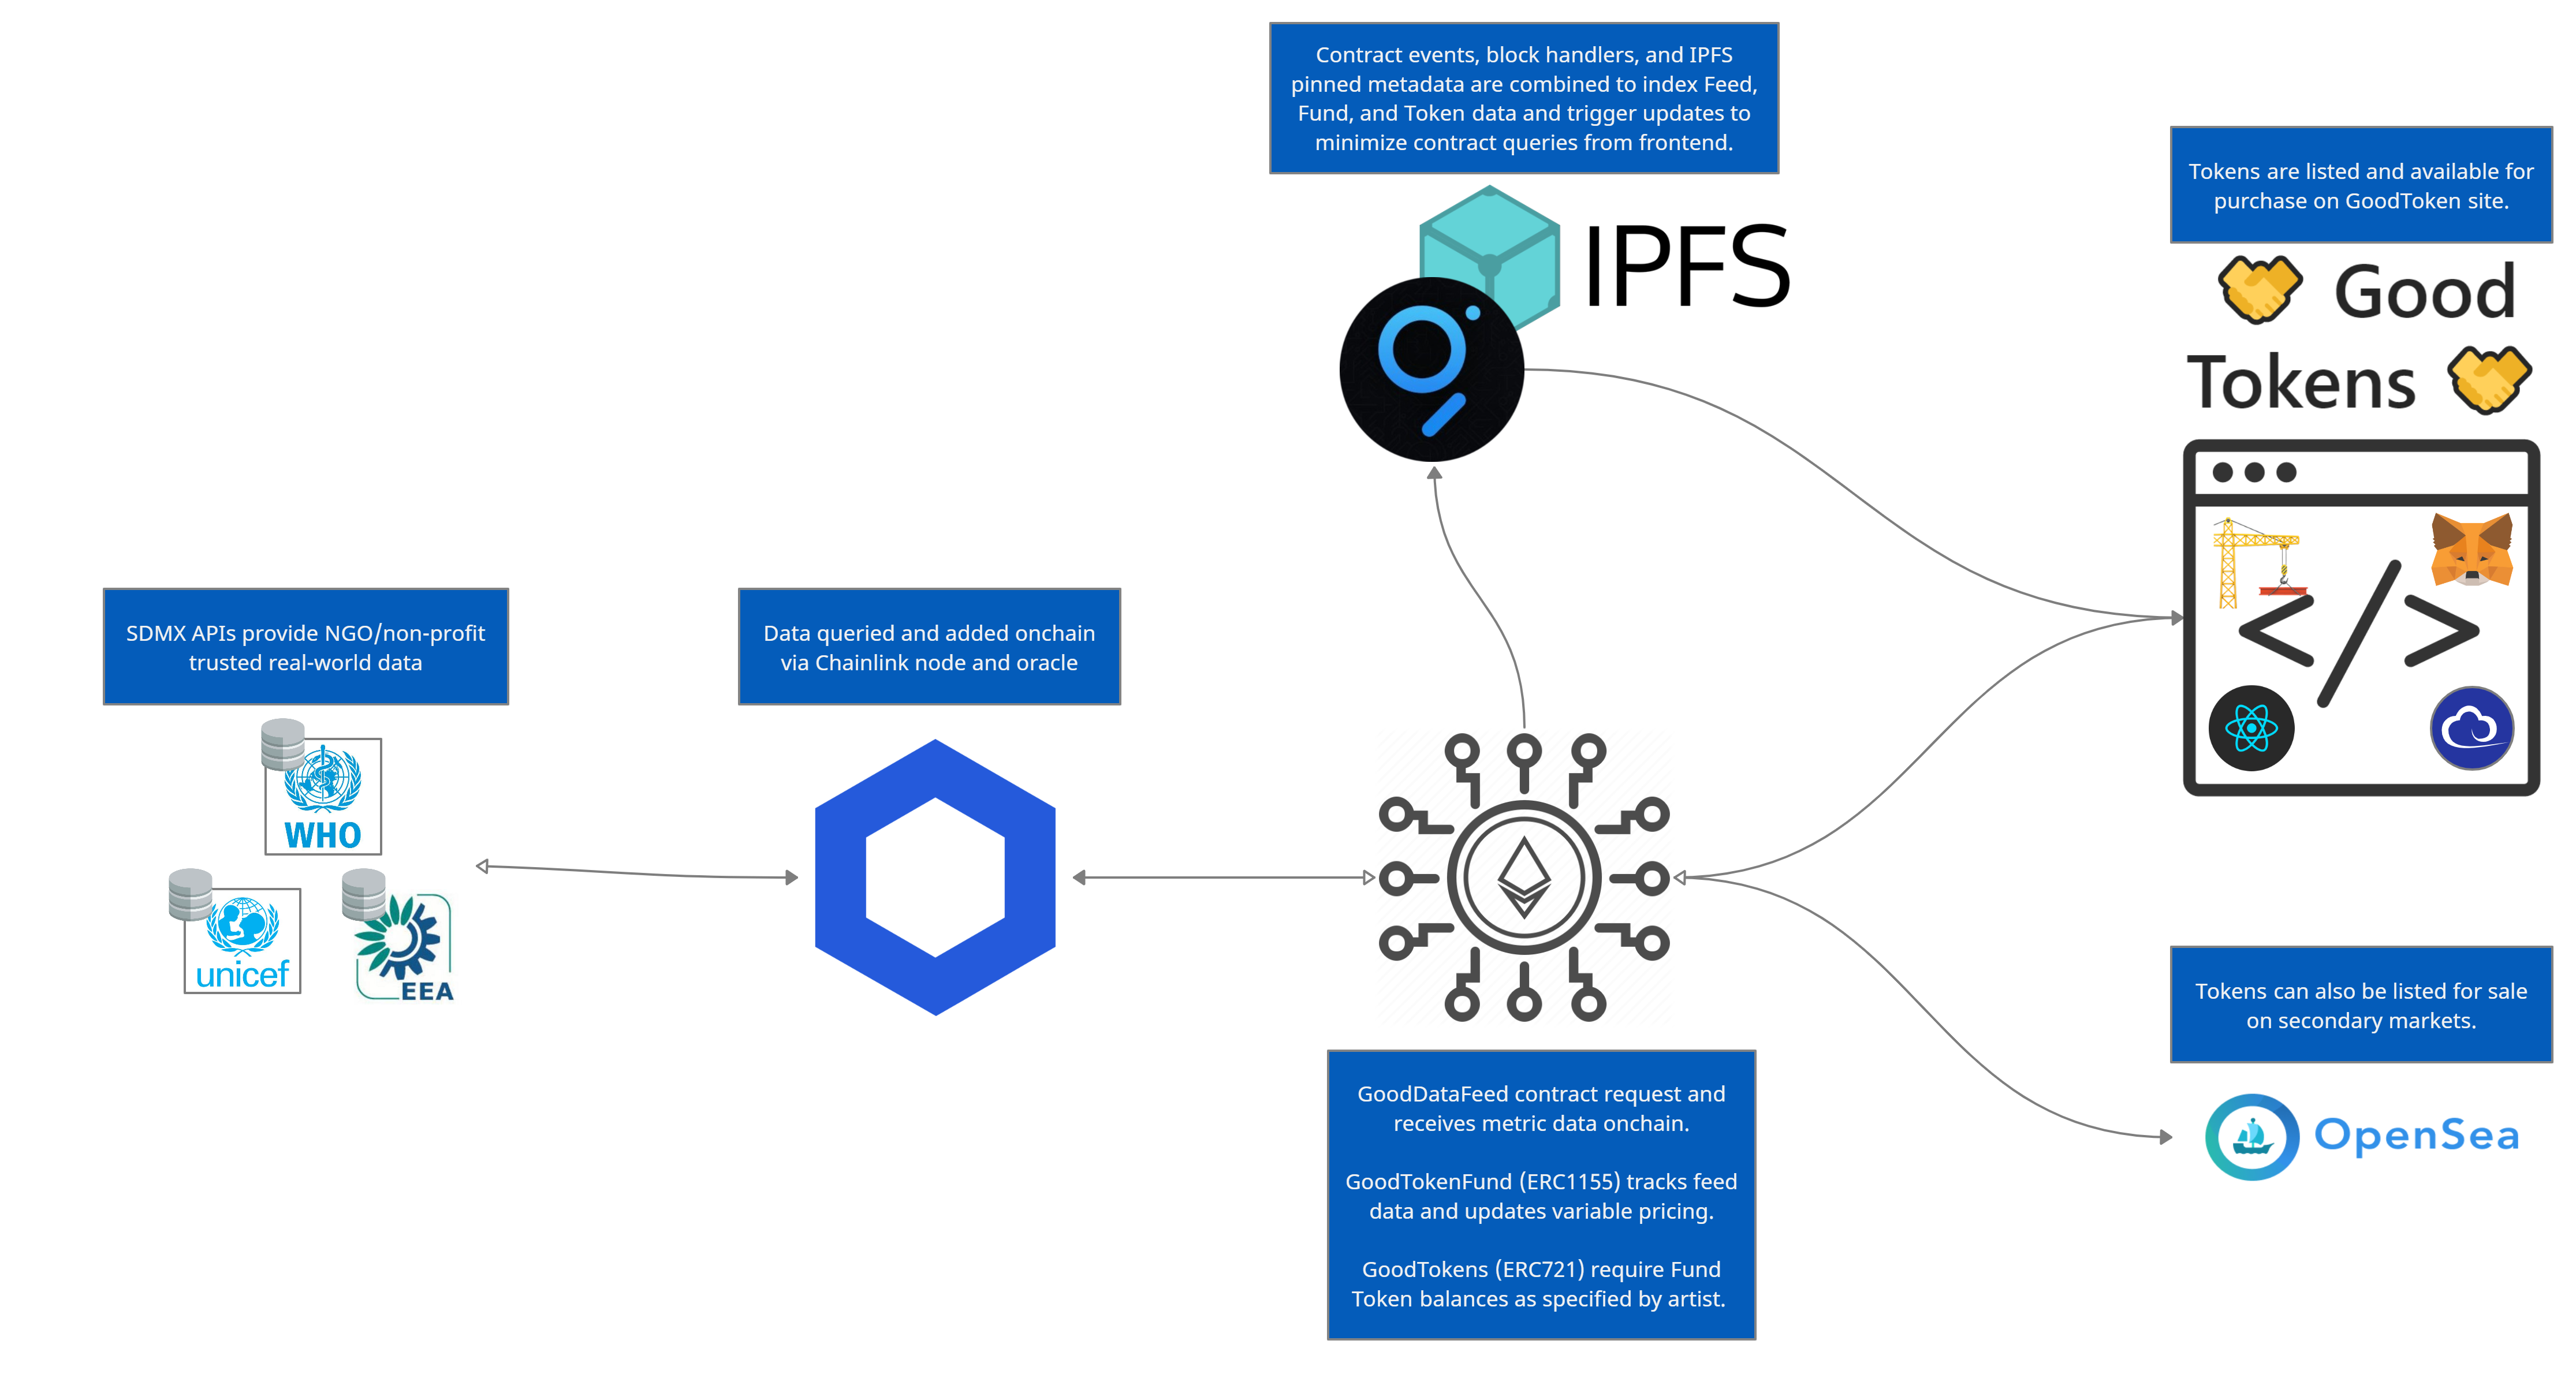 Contract events, block handlers, and IPFS
pinned metadata are combined to index Feed,
Fund, and Token data and trigger updates to
minimize contract queries from frontend.
IPFS
Tokens are listed and available for
purchase on GoodToken site.
Good
Tokens
SDMX APIs provide NGO/non-profit
trusted real-world data
WHO
unicef
EEA
Data queried and added onchain
via Chainlink node and oracle
GoodDataFeed contract request and
receives metric data onchain.
GoodTokenFund (ERC1155) tracks feed
data and updates variable pricing.
GoodTokens (ERC721) require Fund
Token balances as specified by artist.
Tokens can also be listed for sale
on secondary markets.
OpenSea